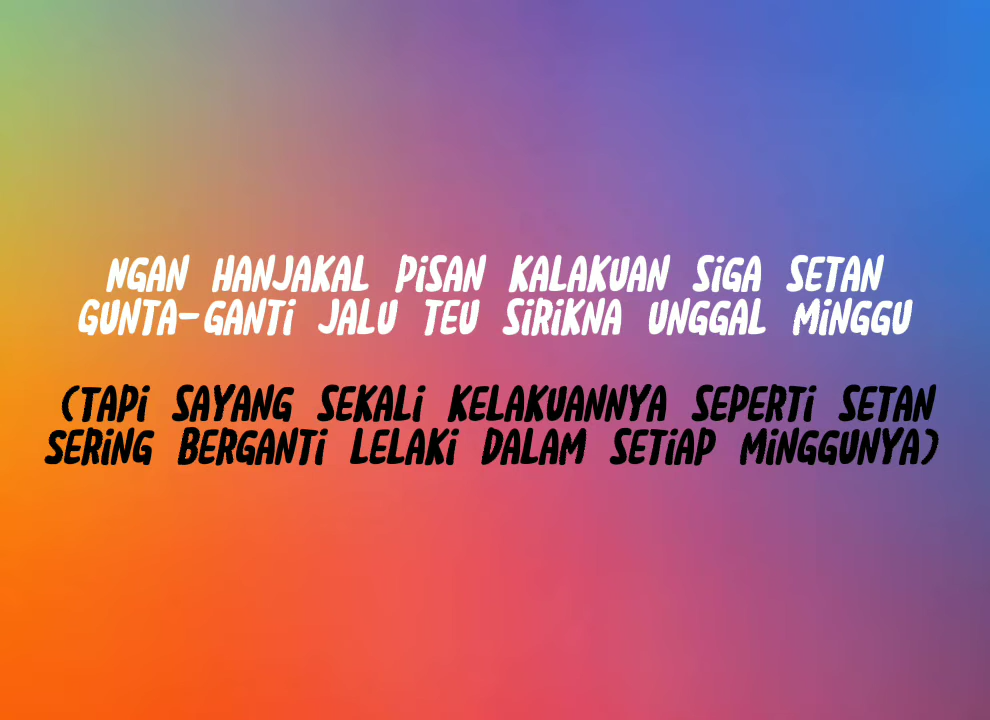 NGAN HANJAKAL PiSAN KALAKUAN SiGA SETAN
GUNTA-GANTi JALU TEU SiRiKNA UNGGAL MiNGGU
(TAPi SAYANG SEKALi KELAKUANNYA SEPERTi SETAN
SERiNG BERGANTi LELAKi DALAM SETiAP MiNGGUNYA)